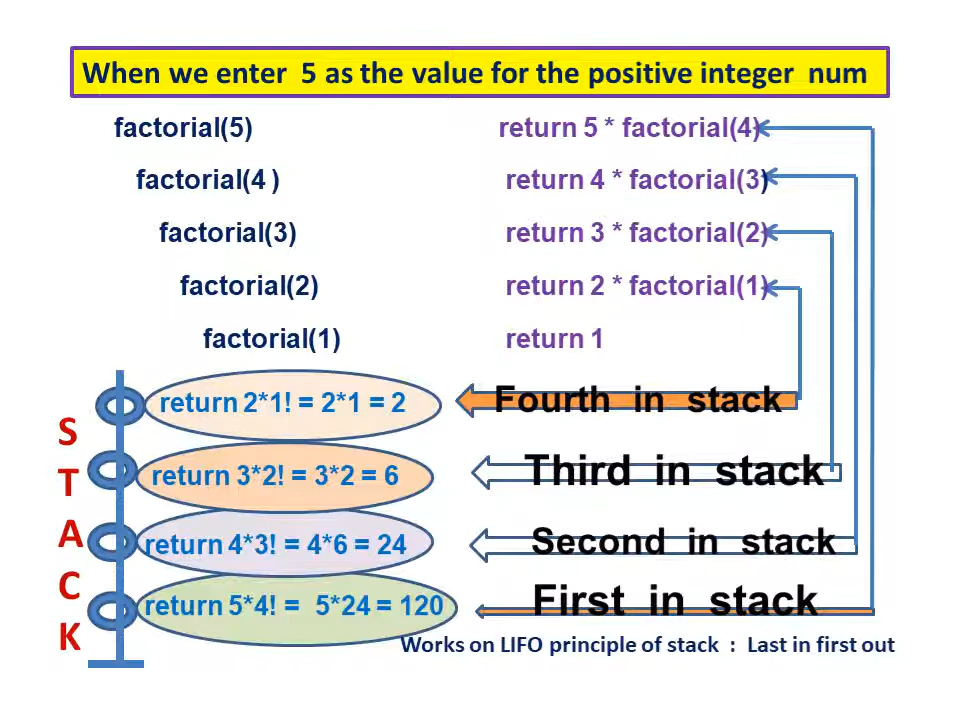 When we enter 5 as the value for the positive integer num
factorial(5) return 5 * factorial(4)
factorial(4 ) return 4 * factorial(3)
factorial(3) return 3 * factorial(2)
factorial(2) return 2 * factorial(1)
factorial(1) return 1
return 2*1! = 2*1 = 2 Fourth in stack
return 3*2! = 3*2 = 6 Third in stack
return 4*3! = 4*6 = 24 Second in stack
return 5*4! = 5*24 = 120 First in stack
S
T
A
C
K
Works on LIFO principle of stack : Last in first out